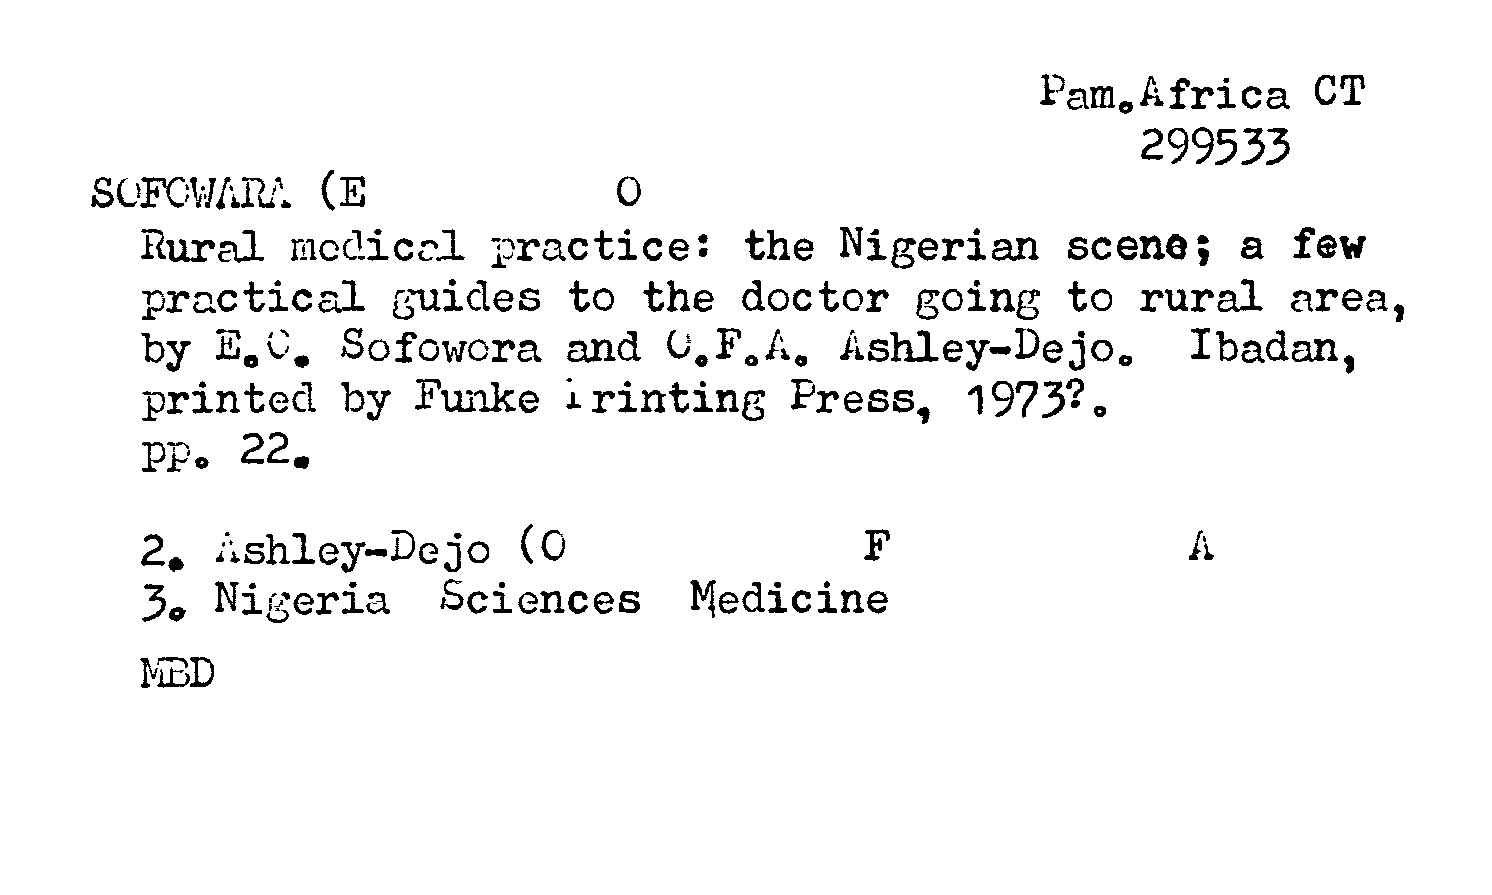 Pam.Africa CT
299533
SOFOWARA (E O
Rural medical practice: the Nigerian scene; a few
practical guides to the doctor going to rural area,
by E.O. Sofowora and O.F.A. Ashley-Dejo. Ibadan,
printed by Funke Printing Press, 1973?.
pp. 22.
2. Ashley-Dejo (O F A
3. Nigeria Sciences Medicine
MBD